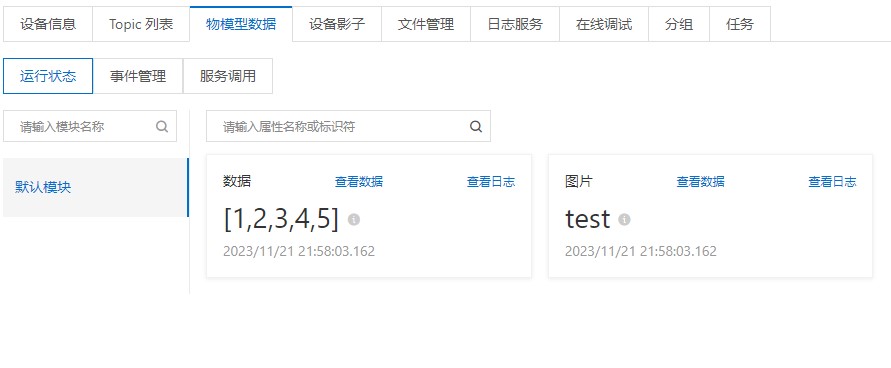 设备信息 Topic 列表 物模型数据 设备影子 文件管理 日志服务 在线调试 分组 任务
运行状态 事件管理 服务调用
请输入模块名称 请输入属性名称或标识符
默认模块
数据 查看数据 查看日志
[1,2,3,4,5]
2023/11/21 21:58:03.162
图片 查看数据 查看日志
test
2023/11/21 21:58:03.162